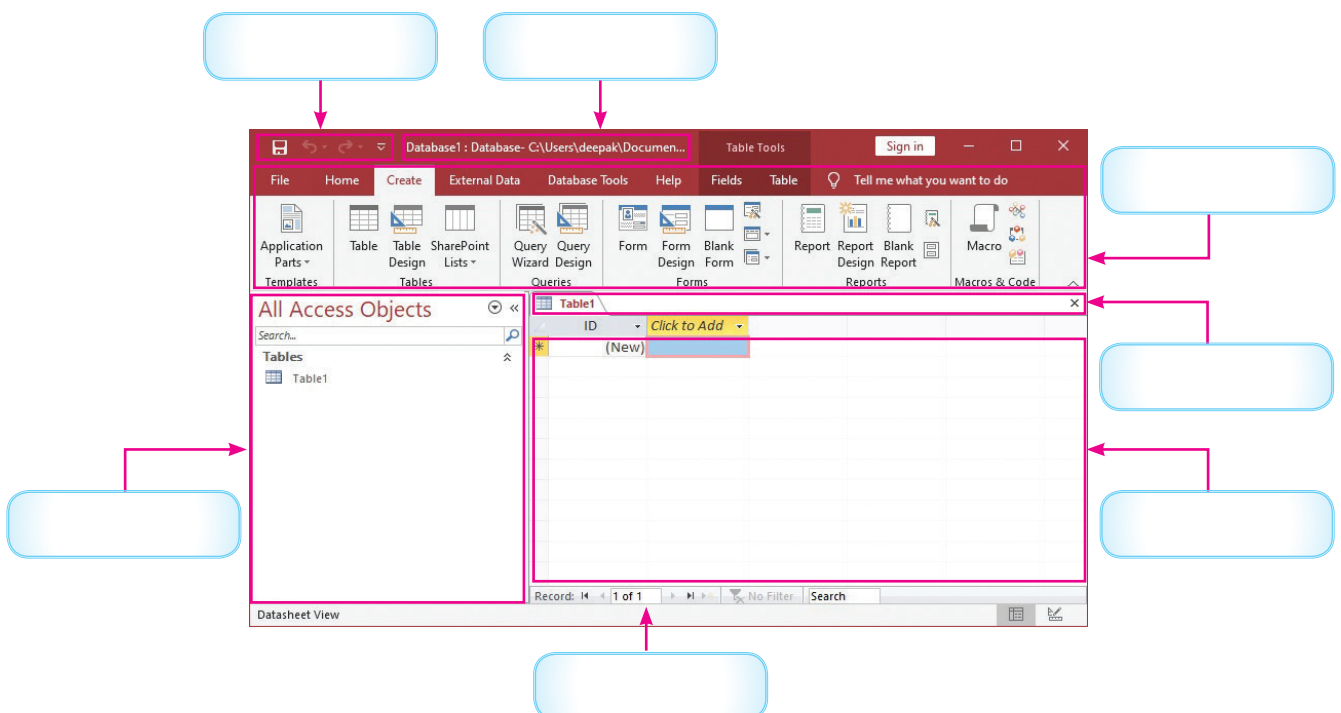 Database1 : Database- C:\Users\deepak\Documen... Table Tools Sign in
File Home Create External Data Database Tools Help Fields Table Tell me what you want to do
Application Parts
Table
Table Design
SharePoint Lists
Query Wizard
Query Design
Form
Form Design
Blank Form
Report
Report Design
Blank Report
Macro
Templates Tables Queries Forms Reports Macros & Code
All Access Objects
Search...
Tables
Table1
Table1
ID Click to Add
(New)
Record: 1 of 1 No Filter Search
Datasheet View